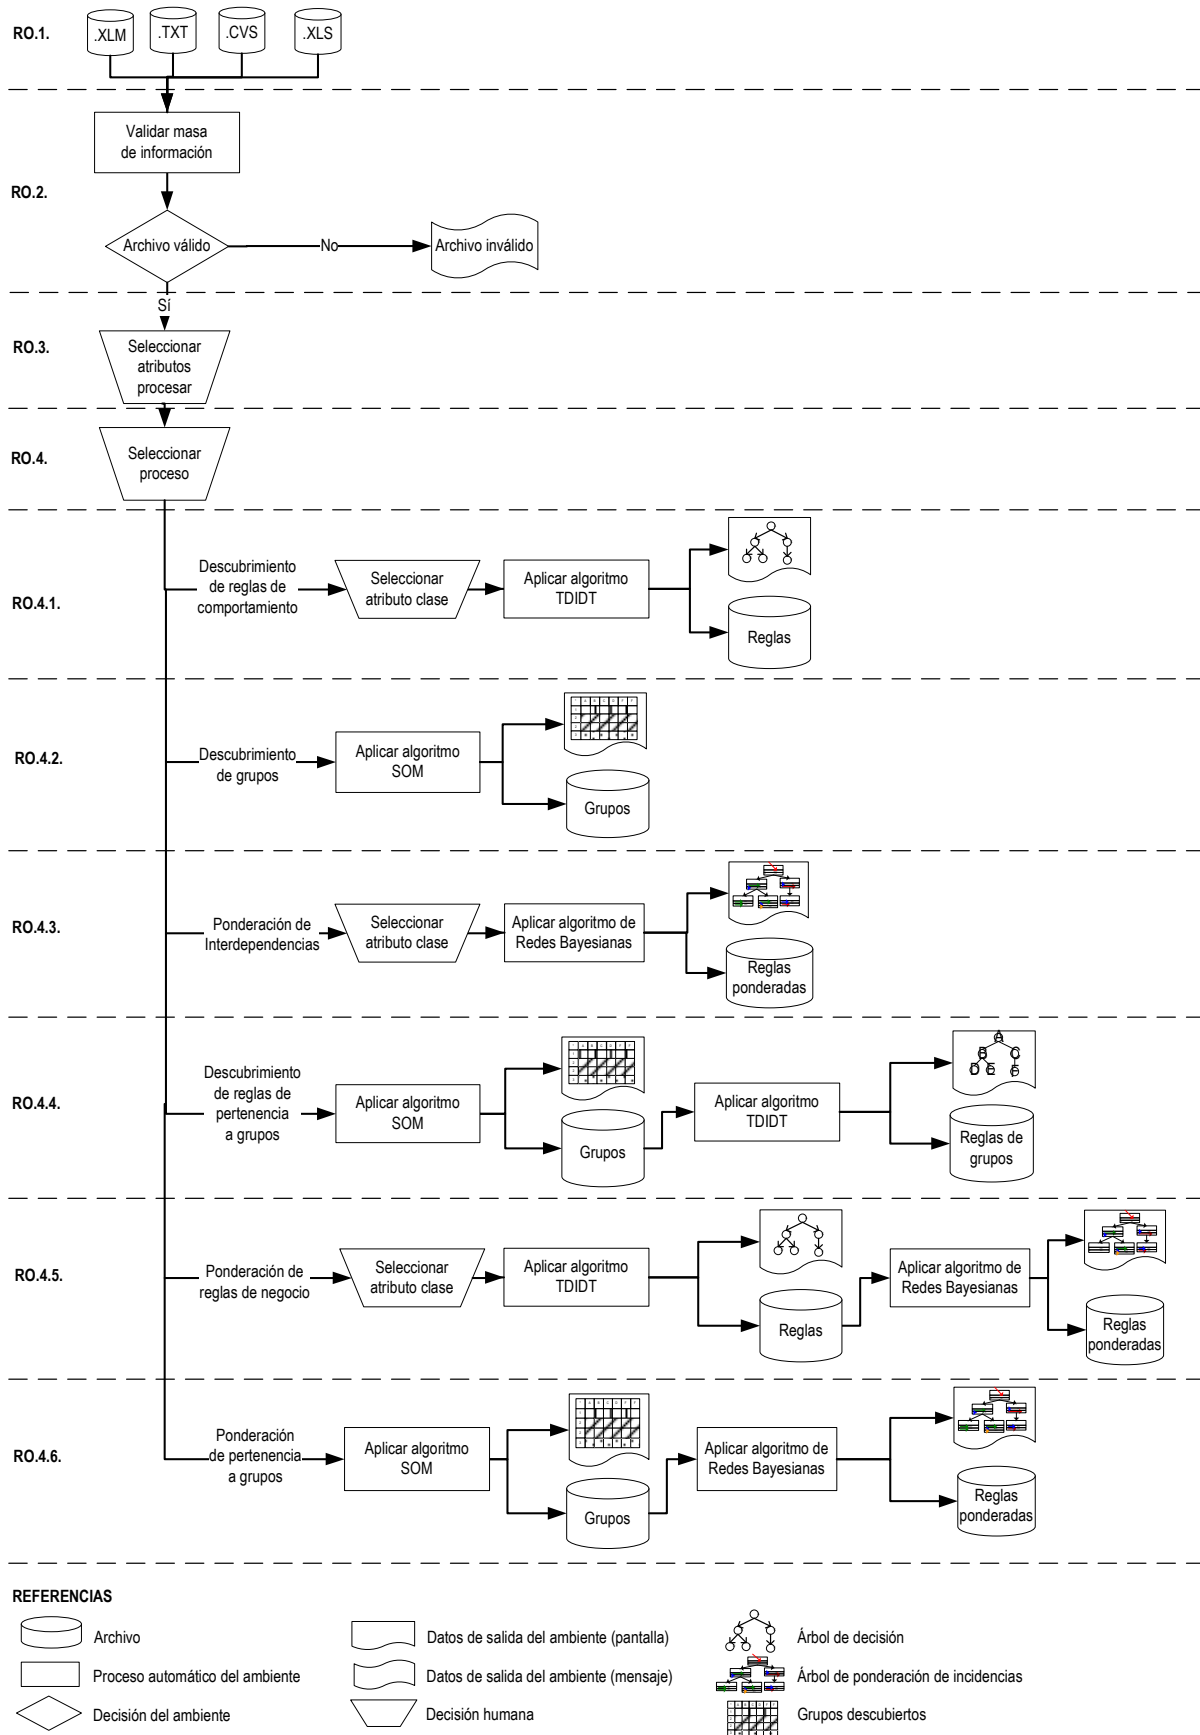 RO.1.
.XLM
.TXT
.CVS
.XLS
RO.2.
Validar masa
de información
Archivo válido
No
Archivo inválido
Sí
RO.3.
Seleccionar
atributos
procesar
RO.4.
Seleccionar
proceso
RO.4.1.
Descubrimiento
de reglas de
comportamiento
Seleccionar
atributo clase
Aplicar algoritmo
TDIDT
Reglas
RO.4.2.
Descubrimiento
de grupos
Aplicar algoritmo
SOM
Grupos
RO.4.3.
Ponderación de
Interdependencias
Seleccionar
atributo clase
Aplicar algoritmo de
Redes Bayesianas
Reglas
ponderadas
RO.4.4.
Descubrimiento
de reglas de
pertenencia
a grupos
Aplicar algoritmo
SOM
Grupos
Aplicar algoritmo
TDIDT
Reglas de
grupos
RO.4.5.
Ponderación de
reglas de negocio
Seleccionar
atributo clase
Aplicar algoritmo
TDIDT
Reglas
Aplicar algoritmo de
Redes Bayesianas
Reglas
ponderadas
RO.4.6.
Ponderación
de pertenencia
a grupos
Aplicar algoritmo
SOM
Grupos
Aplicar algoritmo de
Redes Bayesianas
Reglas
ponderadas
REFERENCIAS
Archivo
Datos de salida del ambiente (pantalla)
Árbol de decisión
Proceso automático del ambiente
Datos de salida del ambiente (mensaje)
Árbol de ponderación de incidencias
Decisión del ambiente
Decisión humana
Grupos descubiertos